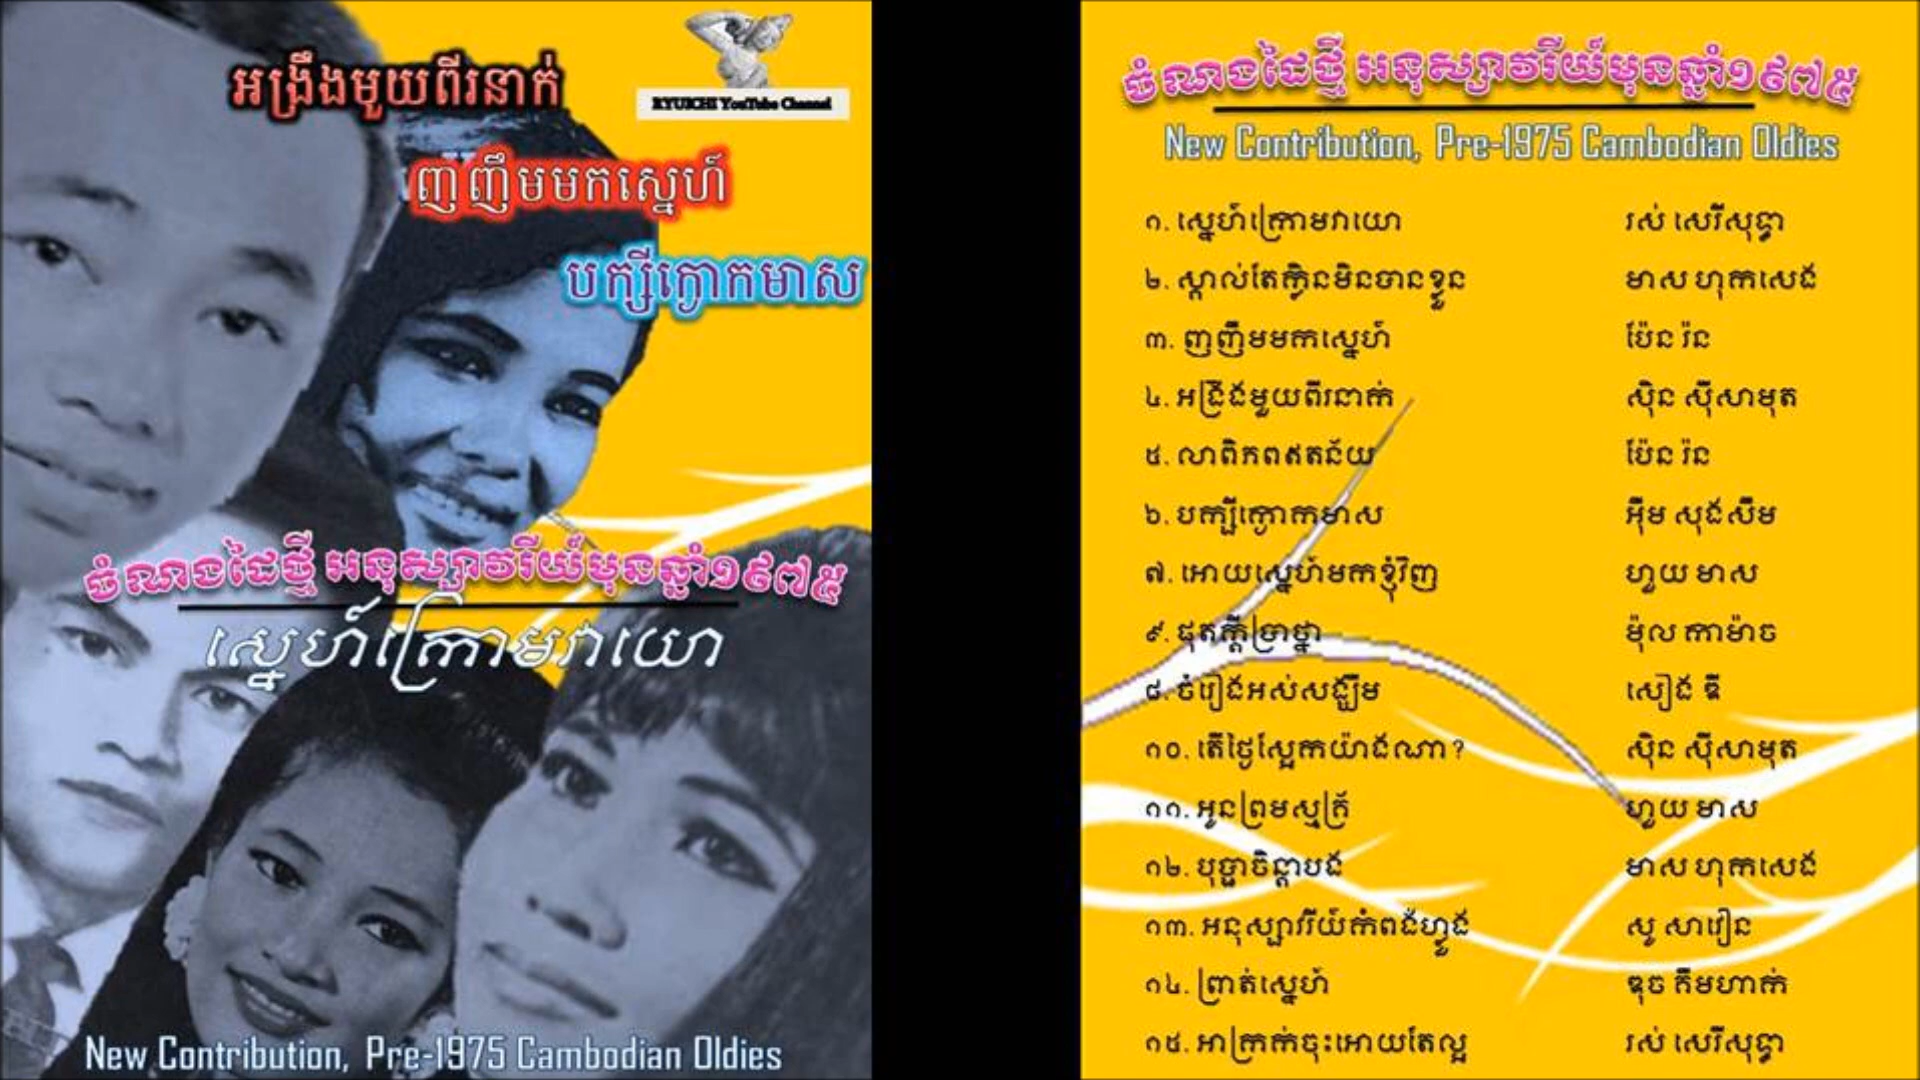 អង្រឹងមួយពីរនាក់
RYUICHI YouTube Channel
ញញឹមមកស្នេហ៍
បក្សីក្ងោកមាស
ចំណងដៃថ្មី អនុស្សាវរីយ៍មុនឆ្នាំ១៩៧៥
ស្នេហ៍ក្រោមវាយោ
New Contribution, Pre-1975 Cambodian Oldies
ចំណងដៃថ្មី អនុស្សាវរីយ៍មុនឆ្នាំ១៩៧៥
New Contribution, Pre-1975 Cambodian Oldies
១. ស្នេហ៍ក្រោមវាយោ រស់ សេរីសុទ្ធា
២. ស្គាល់តែក្លិនមិនបានខ្លួន មាស ហុកសេង
៣. ញញឹមមកស្នេហ៍ ប៉ែន រ៉ន
៤. អង្រឹងមួយពីរនាក់ ស៊ិន ស៊ីសាមុត
៥. លាពិភពឥតន័យ ប៉ែន រ៉ន
៦. បក្សីក្ងោកមាស អ៊ឹម សុងសឺម
៧. អោយស្នេហ៍មកខ្ញុំវិញ ហួយ មាស
៩. ផុតក្តីប្រាថ្នា ម៉ុល កាម៉ាច
៨. ចំរៀងអស់សង្ឃឹម សៀង ឌី
១០. តើថ្ងៃស្អែកយ៉ាងណា? ស៊ិន ស៊ីសាមុត
១១. អូនព្រមស្មគ្រ័ ហួយ មាស
១២. បុប្ផាចិន្តាបង មាស ហុកសេង
១៣. អនុស្សាវរីយ៍កំពង់ហ្លួង សូ សាវឿន
១៤. ព្រាត់ស្នេហ៍ ឌុច គឹមហាក់
១៥. អាក្រក់ចុះអោយតែល្អ រស់ សេរីសុទ្ធា